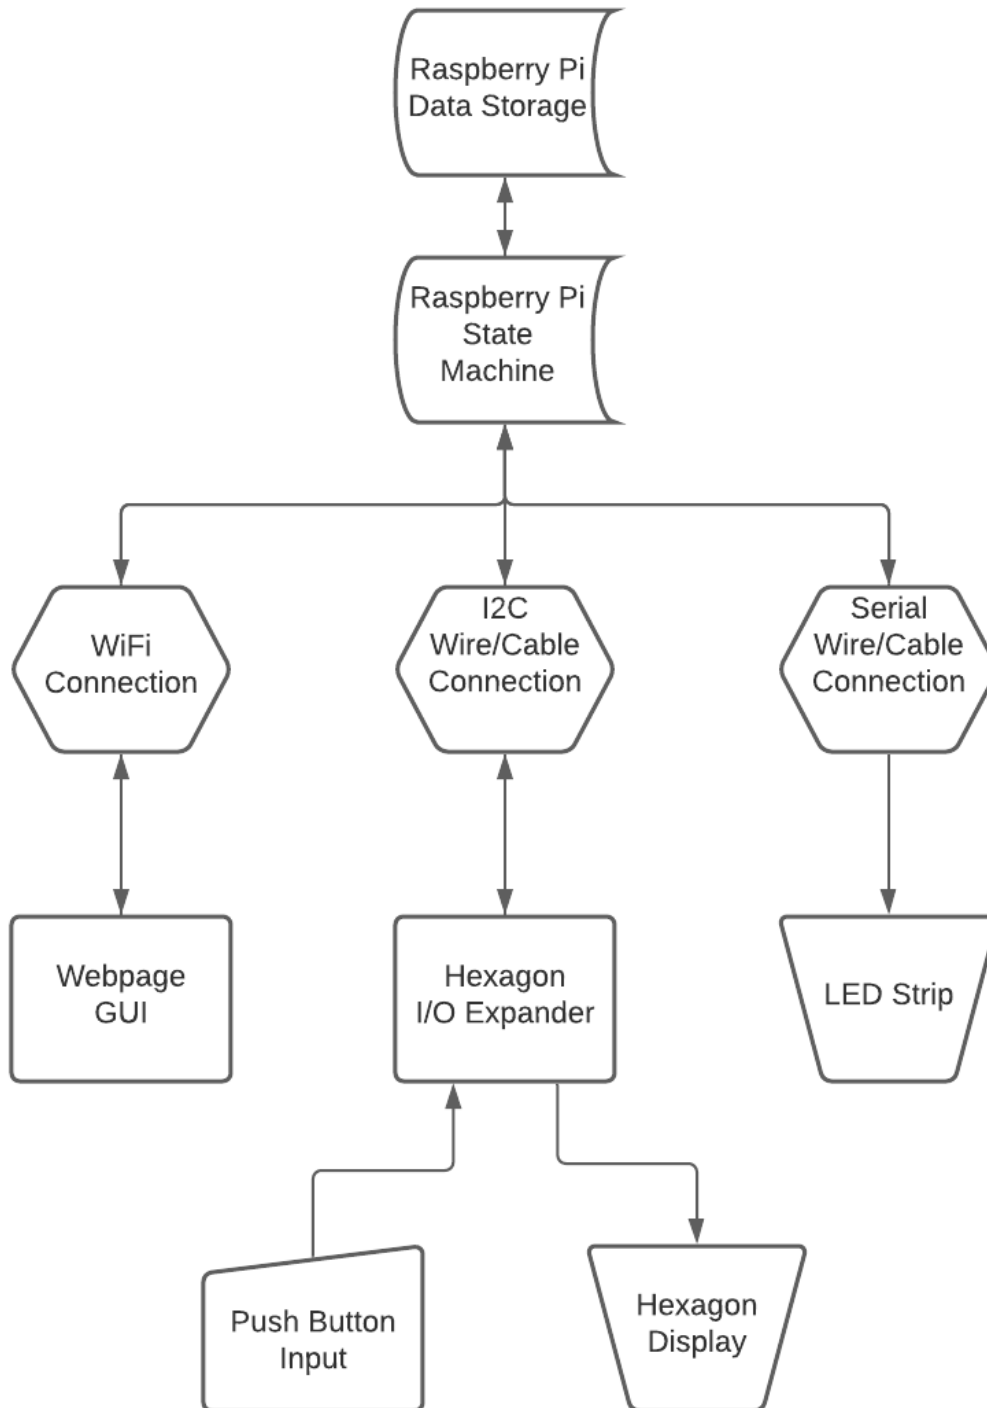 Raspberry Pi
Data Storage
Raspberry Pi
State
Machine
WiFi
Connection
I2C
Wire/Cable
Connection
Serial
Wire/Cable
Connection
Webpage
GUI
Hexagon
I/O Expander
LED Strip
Push Button
Input
Hexagon
Display